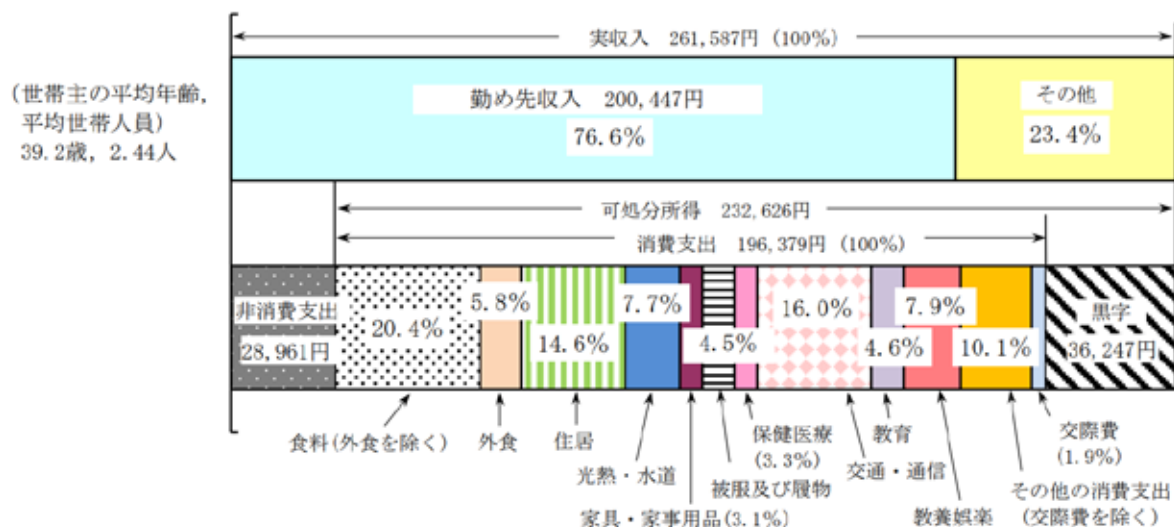 実収入 261,587円 (100%)
(世帯主の平均年齢,
平均世帯人員)
39.2歳, 2.44人
勤め先収入 200,447円
76.6%
その他
23.4%
可処分所得 232,626円
消費支出 196,379円 (100%)
非消費支出
28,961円
20.4%
5.8%
14.6%
7.7%
4.5%
16.0%
4.6%
7.9%
10.1%
黒字
36,247円
食料(外食を除く)
外食
住居
光熱・水道
家具・家事用品(3.1%)
被服及び履物
保健医療
(3.3%)
交通・通信
教育
教養娯楽
その他の消費支出
(交際費を除く)
交際費
(1.9%)